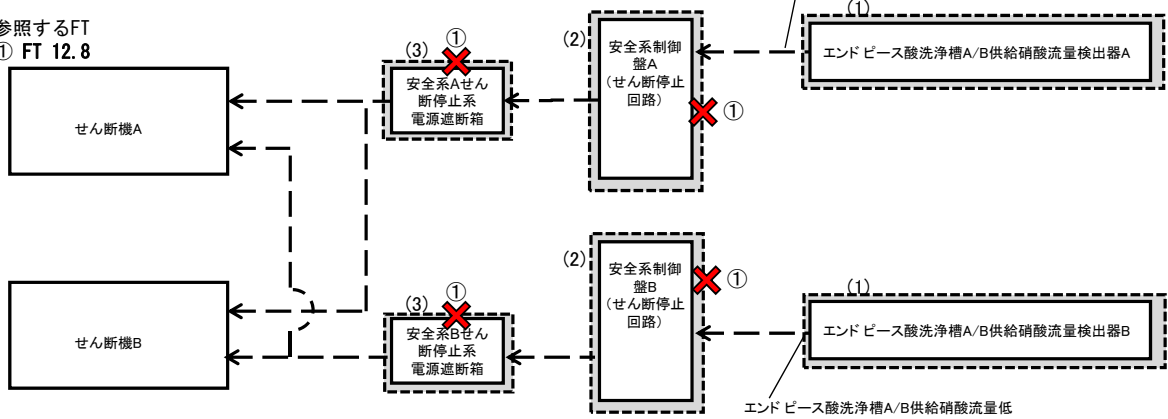 参照するFT
① FT 12.8
(1)
エンドピース酸洗浄槽A/B供給硝酸流量検出器A
(2)
安全系制御
盤A
(せん断停止
回路)
①
(3)
①
安全系Aせん
断停止系
電源遮断箱
せん断機A
(1)
エンドピース酸洗浄槽A/B供給硝酸流量検出器B
エンドピース酸洗浄槽A/B供給硝酸流量低
(2)
安全系制御
盤B
(せん断停止
回路)
①
(3)
①
安全系Bせん
断停止系
電源遮断箱
せん断機B